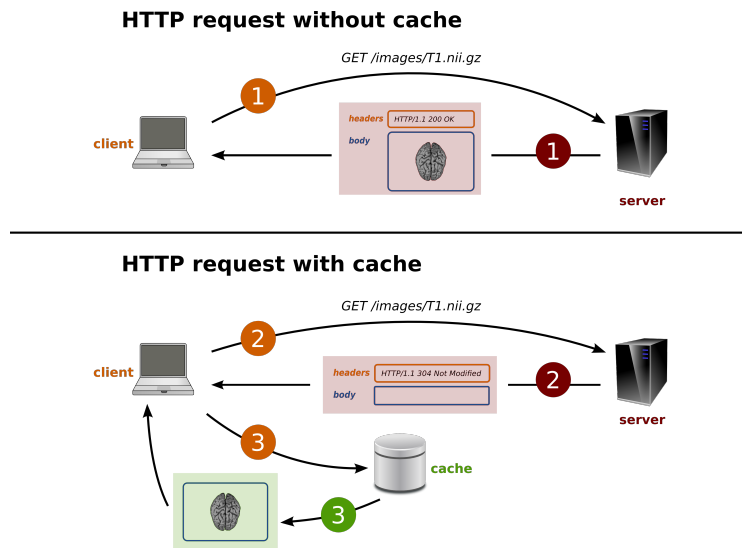 HTTP request without cache
GET /images/T1.nii.gz
1
headers
HTTP/1.1 200 OK
client
body
1
server
HTTP request with cache
GET /images/T1.nii.gz
2
client
headers
HTTP/1.1 304 Not Modified
2
body
server
3
cache
3